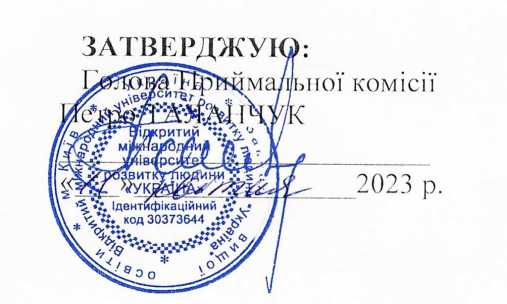 ЗАТВЕРДЖУЮ:
Голова Приймальної комісії
Петро ТАЛАНЧУК
2023 р.
Відкритий
міжнародний
університет
розвитку людини
«УКРАЇНА»
Ідентифікаційний
код 30373644